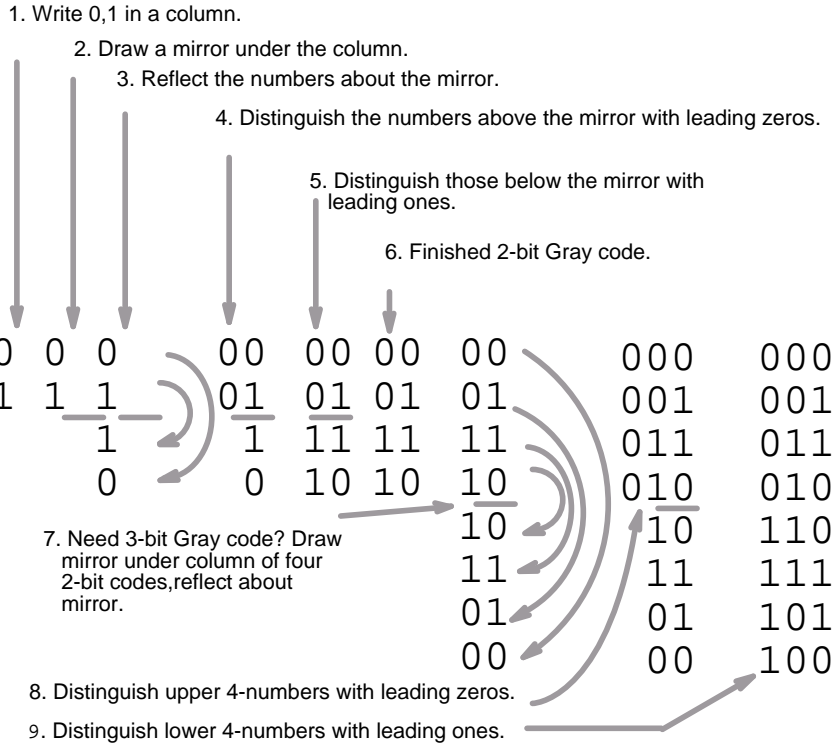 1. Write 0,1 in a column.
2. Draw a mirror under the column.
3. Reflect the numbers about the mirror.
4. Distinguish the numbers above the mirror with leading zeros.
5. Distinguish those below the mirror with
leading ones.
6. Finished 2-bit Gray code.
0 0 0 00 00 00 00 000 000
1 1 1 01 01 01 01 001 001
1 1 11 11 11 011 011
0 0 10 10 10 010 010
10 10 110
11 11 111
01 01 101
00 00 100
7. Need 3-bit Gray code? Draw
mirror under column of four
2-bit codes,reflect about
mirror.
8. Distinguish upper 4-numbers with leading zeros.
9. Distinguish lower 4-numbers with leading ones.